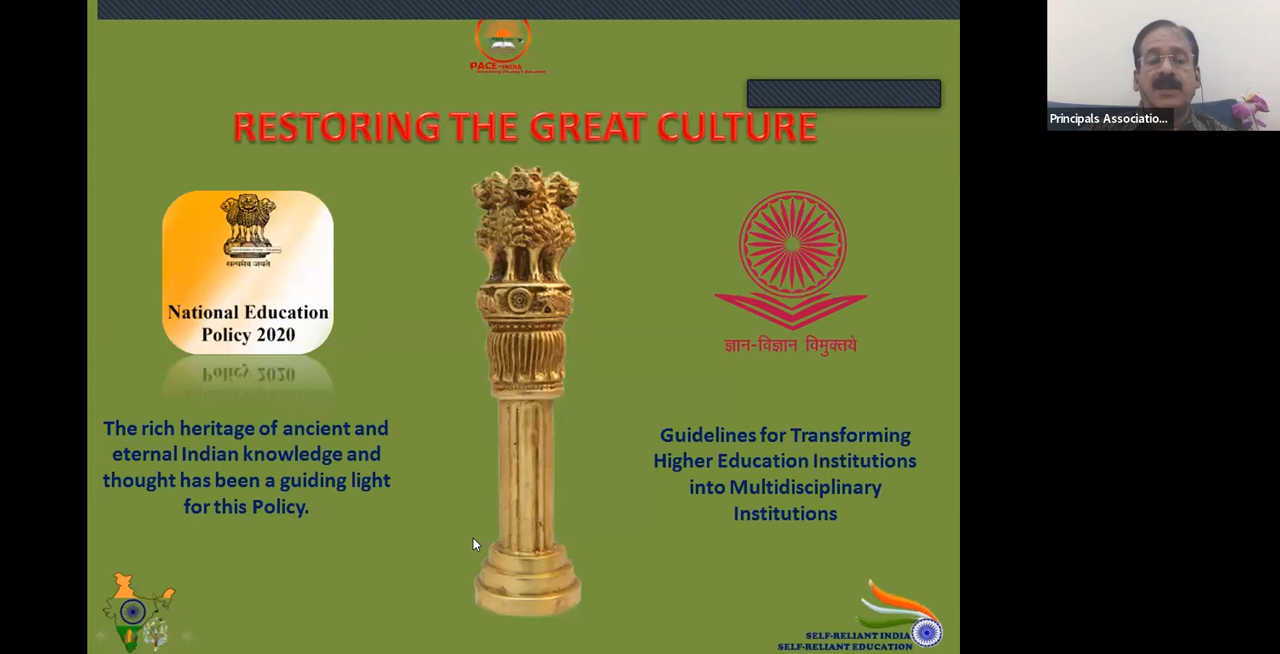 PACE-INDIA
RESTORING THE GREAT CULTURE
सत्यमेव जयते
National Education
Policy 2020
Policy 2020
The rich heritage of ancient and
eternal Indian knowledge and
thought has been a guiding light
for this Policy.
ज्ञान-विज्ञान विमुक्तये
Guidelines for Transforming
Higher Education Institutions
into Multidisciplinary
Institutions
SELF-RELIANT INDIA
SELF-RELIANT EDUCATION
Principals Associatio...